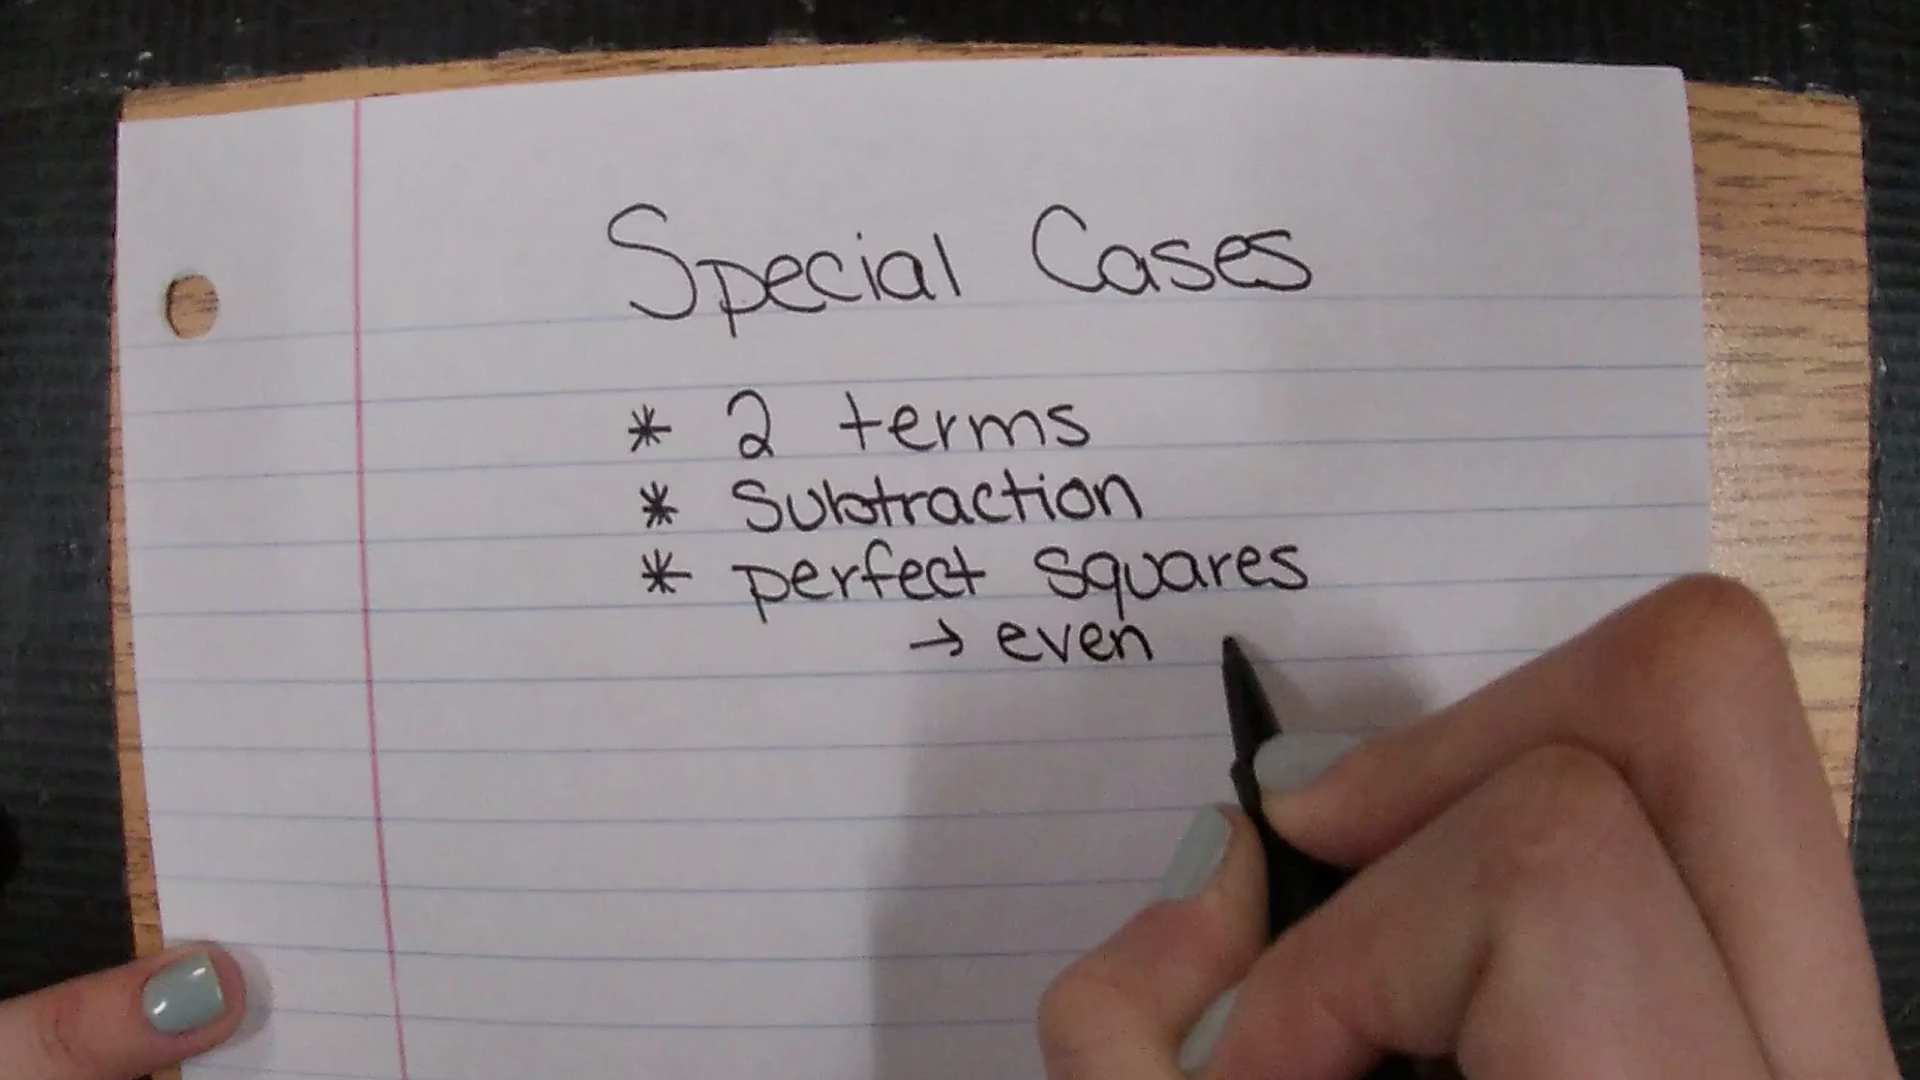 Special Cases
* 2 terms
* Subtraction
* perfect squares
→ even